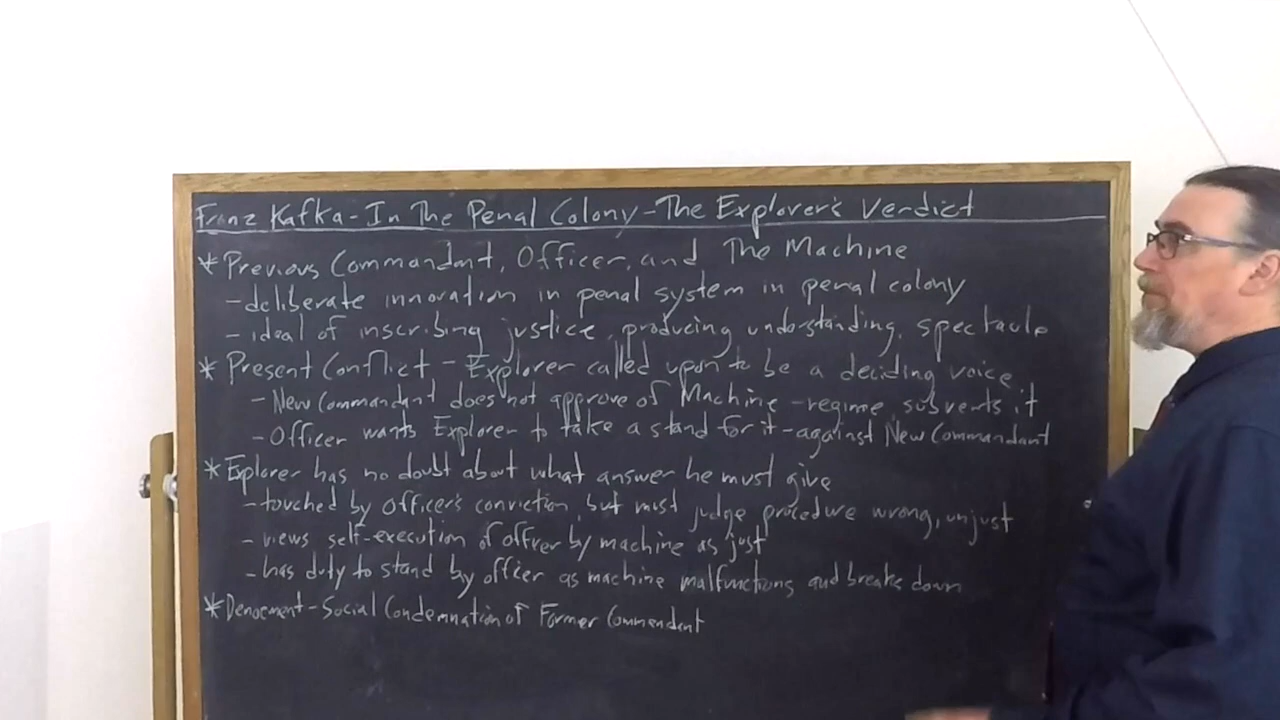 Franz Kafka - In The Penal Colony - The Explorer's Verdict
* Previous Commandant, Officer, and The Machine
- deliberate innovation in penal system in penal colony
- ideal of inscribing justice, producing understanding, spectacle
* Present Conflict - Explorer called upon to be a deciding voice
- New Commandant does not approve of Machine - regime subverts it
- Officer wants Explorer to take a stand for it - against New Commandant
* Explorer has no doubt about what answer he must give
- touched by officer's conviction, but must judge procedure wrong, unjust
- views self-execution of officer by machine as just
- has duty to stand by officer as machine malfunctions and breaks down
* Denoement - Social Condemnation of Former Commandant